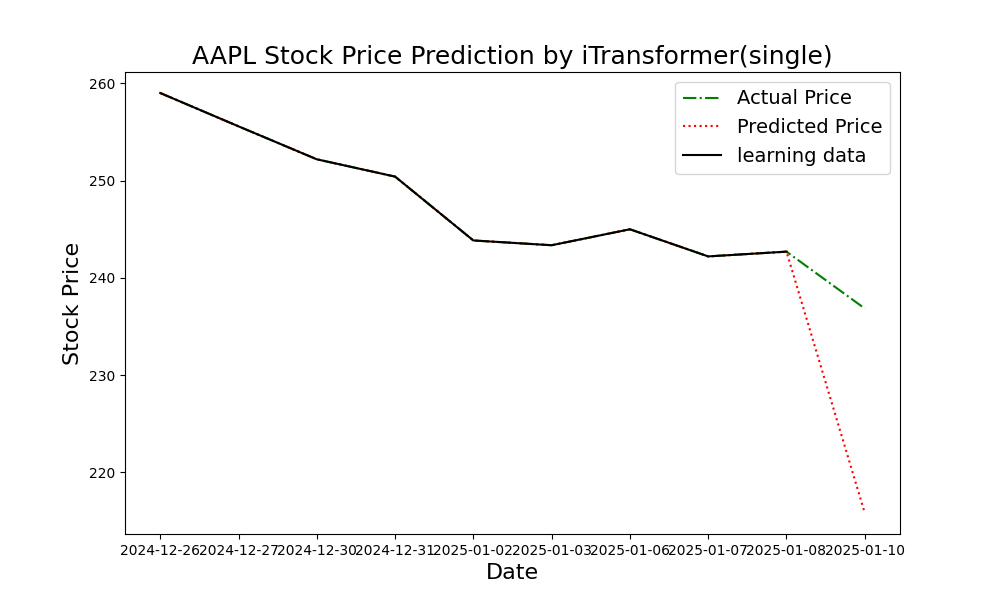 AAPL Stock Price Prediction by iTransformer(single)
Actual Price
Predicted Price
learning data
260
250
240
230
220
Stock Price
2024-12-26 2024-12-27 2024-12-30 2024-12-31 2025-01-02 2025-01-03 2025-01-06 2025-01-07 2025-01-08 2025-01-10
Date